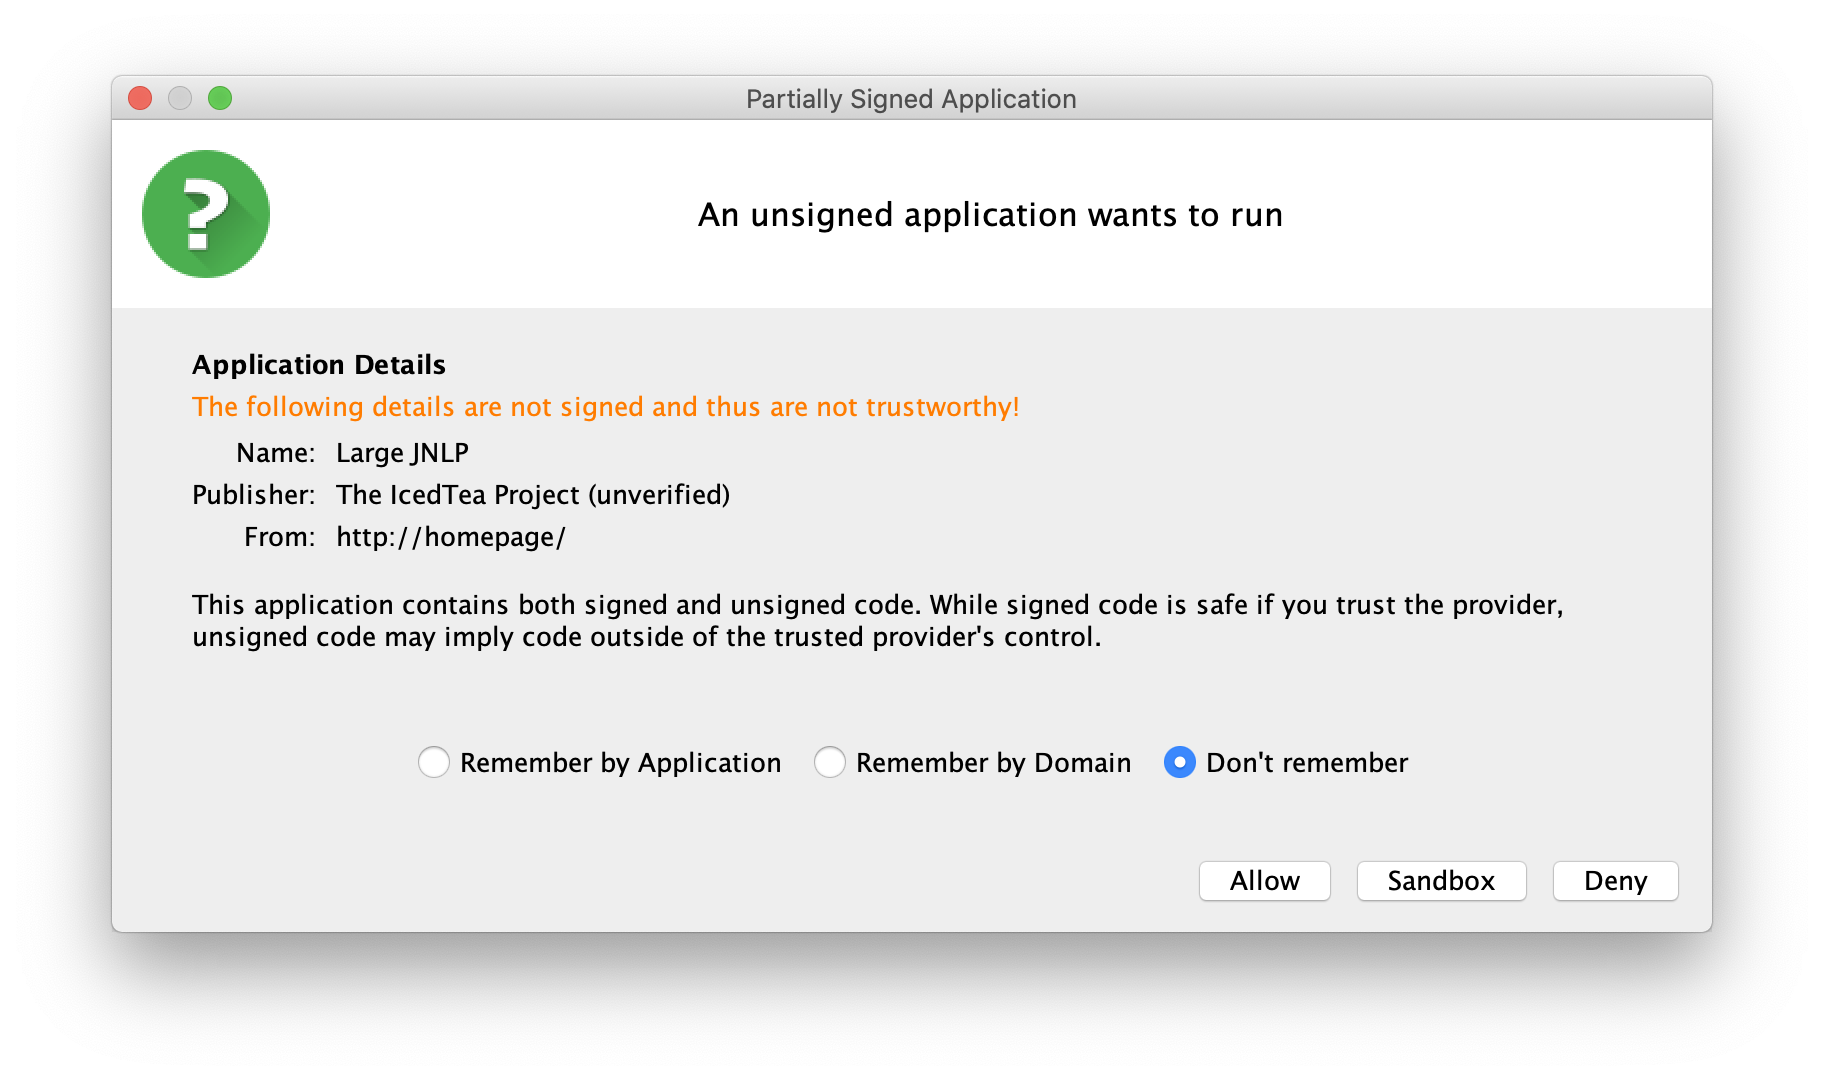 Partially Signed Application
?
An unsigned application wants to run
Application Details
The following details are not signed and thus are not trustworthy!
Name: Large JNLP
Publisher: The IcedTea Project (unverified)
From: http://homepage/
This application contains both signed and unsigned code. While signed code is safe if you trust the provider,
unsigned code may imply code outside of the trusted provider's control.
Remember by Application Remember by Domain Don't remember
Allow Sandbox Deny